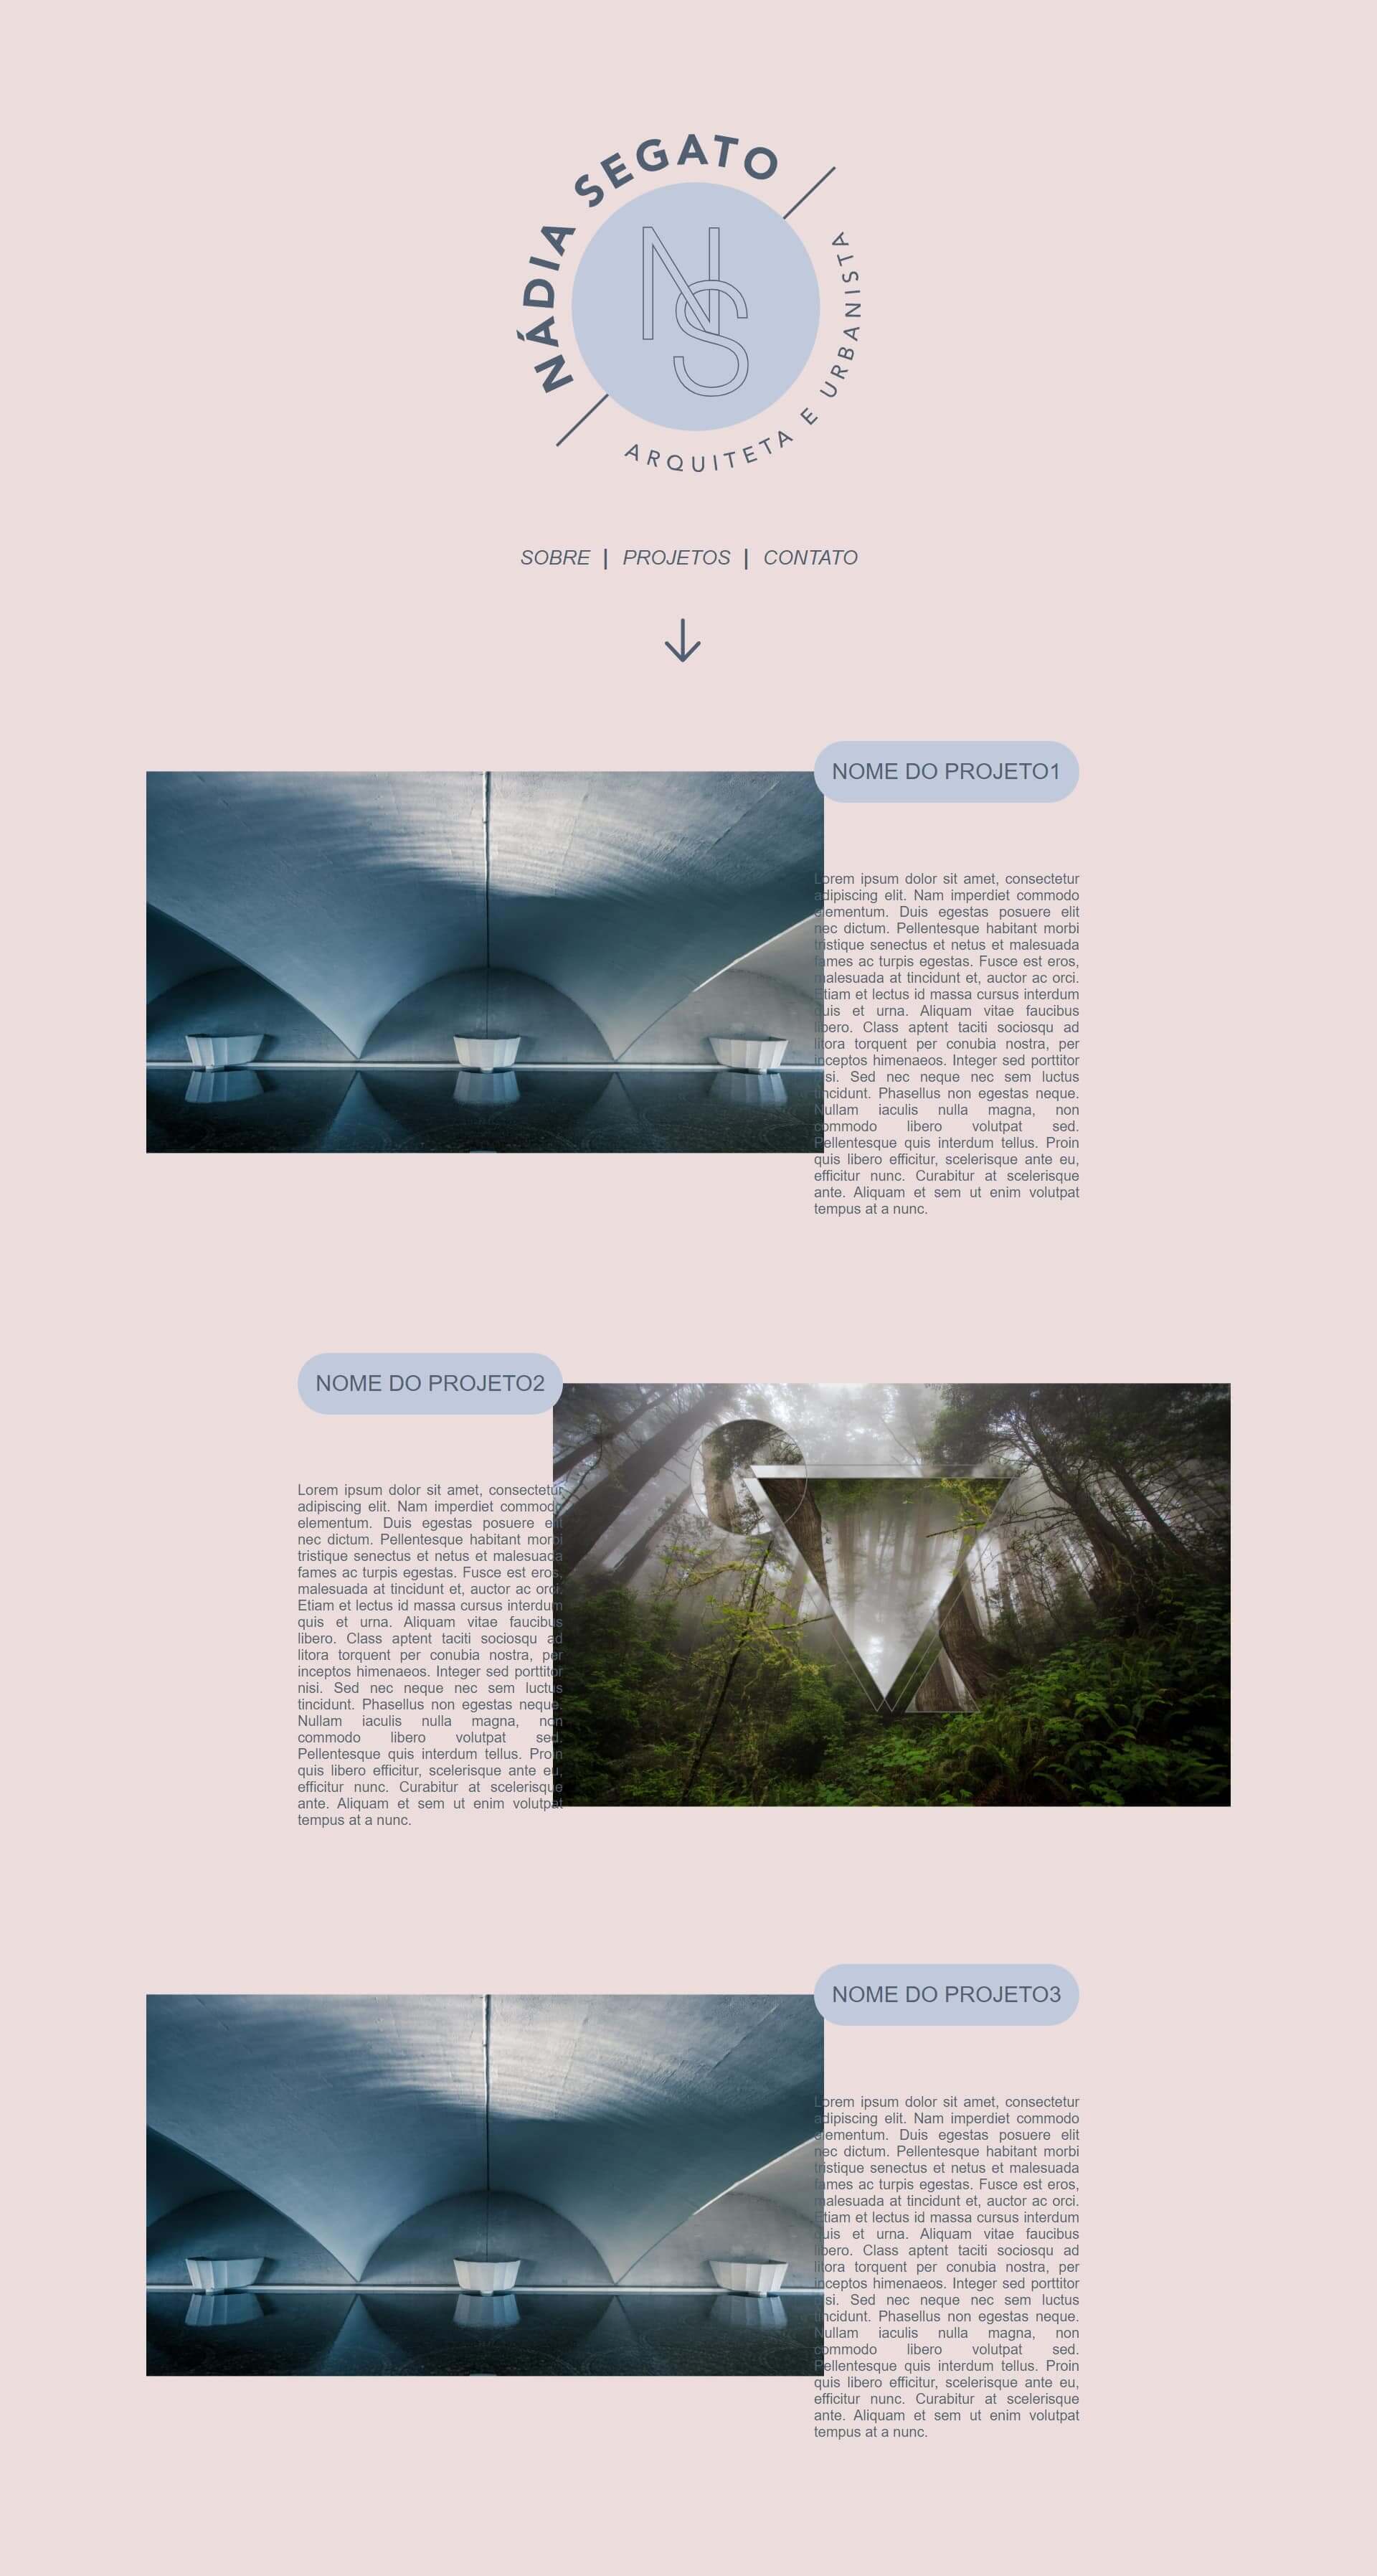 NÁDIA SEGATO
NS
ARQUITETA E URBANISTA
SOBRE | PROJETOS | CONTATO
NOME DO PROJETO1
Lorem ipsum dolor sit amet, consectetur
adipiscing elit. Nam imperdiet commodo
elementum. Duis egestas posuere elit
nec dictum. Pellentesque habitant morbi
tristique senectus et netus et malesuada
fames ac turpis egestas. Fusce est eros,
malesuada at tincidunt et, auctor ac orci.
Etiam et lectus id massa cursus interdum
quis et urna. Aliquam vitae faucibus
libero. Class aptent taciti sociosqu ad
litora torquent per conubia nostra, per
inceptos himenaeos. Integer sed porttitor
nisi. Sed nec neque nec sem luctus
tincidunt. Phasellus non egestas neque.
Nullam iaculis nulla magna, non
commodo libero volutpat sed.
Pellentesque quis interdum tellus. Proin
quis libero efficitur, scelerisque ante eu,
efficitur nunc. Curabitur at scelerisque
ante. Aliquam et sem ut enim volutpat
tempus at a nunc.
NOME DO PROJETO2
Lorem ipsum dolor sit amet, consectetur
adipiscing elit. Nam imperdiet commodo
elementum. Duis egestas posuere elit
nec dictum. Pellentesque habitant morbi
tristique senectus et netus et malesuada
fames ac turpis egestas. Fusce est eros,
malesuada at tincidunt et, auctor ac orci.
Etiam et lectus id massa cursus interdum
quis et urna. Aliquam vitae faucibus
libero. Class aptent taciti sociosqu ad
litora torquent per conubia nostra, per
inceptos himenaeos. Integer sed porttitor
nisi. Sed nec neque nec sem luctus
tincidunt. Phasellus non egestas neque.
Nullam iaculis nulla magna, non
commodo libero volutpat sed.
Pellentesque quis interdum tellus. Proin
quis libero efficitur, scelerisque ante eu,
efficitur nunc. Curabitur at scelerisque
ante. Aliquam et sem ut enim volutpat
tempus at a nunc.
NOME DO PROJETO3
Lorem ipsum dolor sit amet, consectetur
adipiscing elit. Nam imperdiet commodo
elementum. Duis egestas posuere elit
nec dictum. Pellentesque habitant morbi
tristique senectus et netus et malesuada
fames ac turpis egestas. Fusce est eros,
malesuada at tincidunt et, auctor ac orci.
Etiam et lectus id massa cursus interdum
quis et urna. Aliquam vitae faucibus
libero. Class aptent taciti sociosqu ad
litora torquent per conubia nostra, per
inceptos himenaeos. Integer sed porttitor
nisi. Sed nec neque nec sem luctus
tincidunt. Phasellus non egestas neque.
Nullam iaculis nulla magna, non
commodo libero volutpat sed.
Pellentesque quis interdum tellus. Proin
quis libero efficitur, scelerisque ante eu,
efficitur nunc. Curabitur at scelerisque
ante. Aliquam et sem ut enim volutpat
tempus at a nunc.